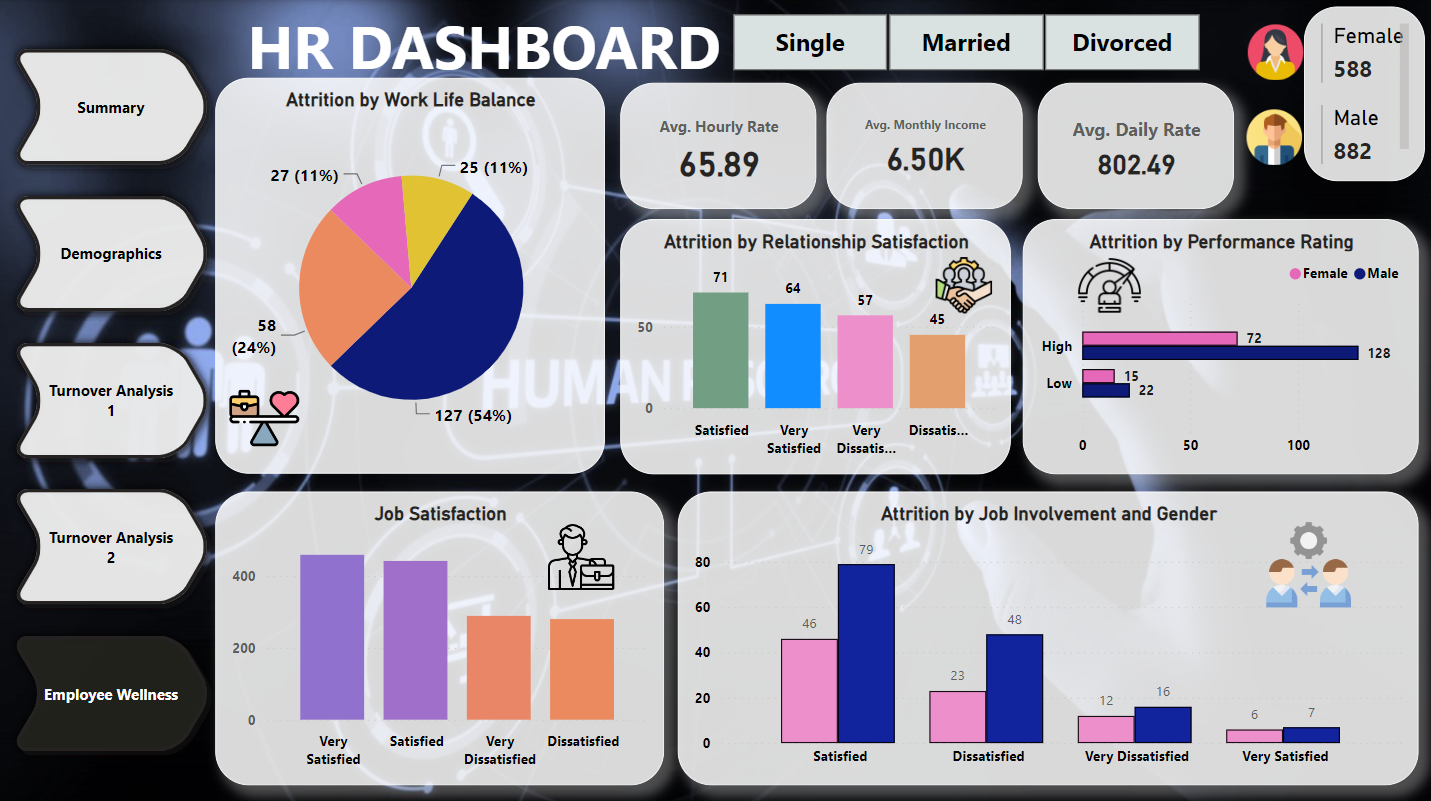 HR DASHBOARD
Single
Married
Divorced
Female
588
Male
882
Summary
Demographics
Turnover Analysis
1
Turnover Analysis
2
Employee Wellness
Attrition by Work Life Balance
27 (11%)
25 (11%)
58
(24%)
127 (54%)
Avg. Hourly Rate
65.89
Avg. Monthly Income
6.50K
Avg. Daily Rate
802.49
Attrition by Relationship Satisfaction
71
64
57
45
50
0
Satisfied
Very
Satisfied
Very
Dissatis...
Dissatis...
Attrition by Performance Rating
Female Male
High
72
128
Low
15
22
0 50 100
HUMAN
Job Satisfaction
400
200
0
Very
Satisfied
Satisfied
Very
Dissatisfied
Dissatisfied
Attrition by Job Involvement and Gender
80
60
40
20
0
46
79
23
48
12
16
6
7
Satisfied
Dissatisfied
Very Dissatisfied
Very Satisfied